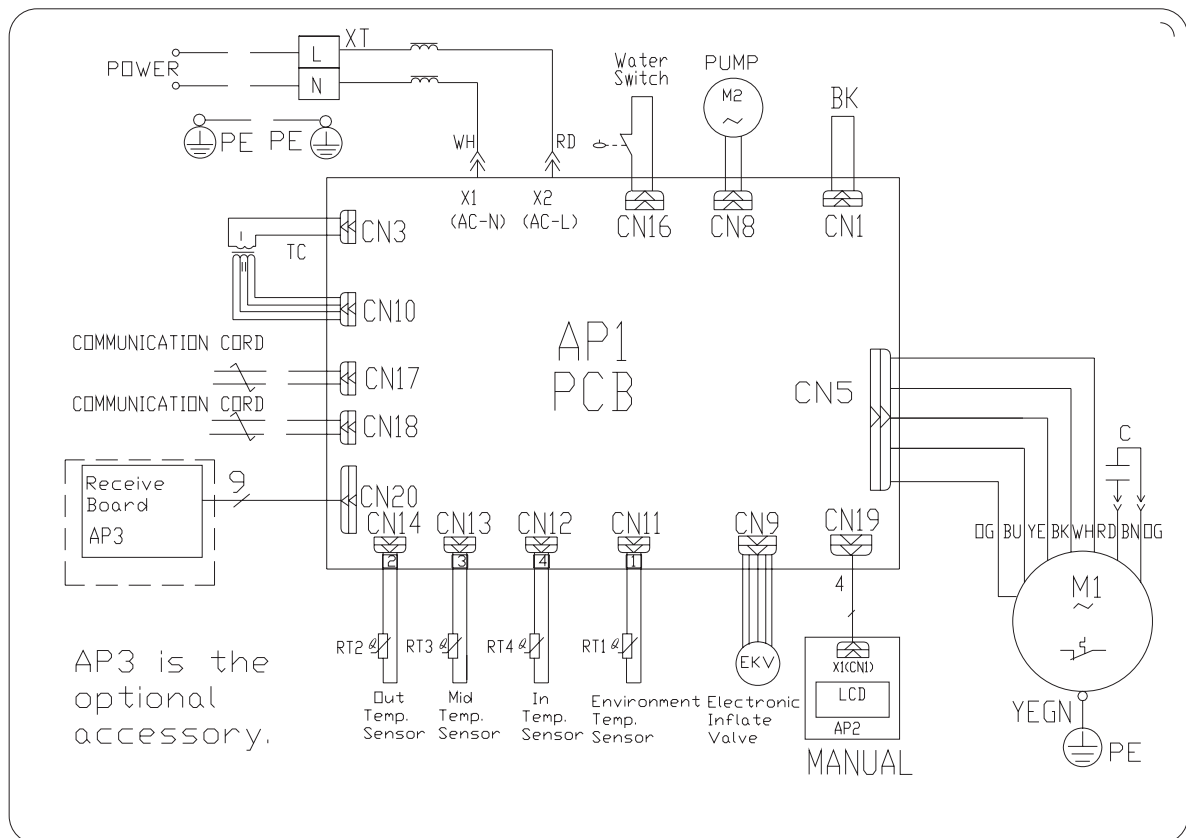 POWER
L
XT
N
PE PE
WH
RD
Water
Switch
PUMP
M2
~
BK
X1
(AC-N)
X2
(AC-L)
CN16
CN8
CN1
CN3
I
II
TC
CN10
COMMUNICATION CORD
CN17
COMMUNICATION CORD
CN18
Receive
Board
AP3
9
CN20
AP1
PCB
CN5
C
OG BU YE BK WH RD BN OG
M1
~
YEGN
PE
CN14 CN13 CN12 CN11 CN9 CN19
2 3 4 1
4
RT2 RT3 RT4 RT1
EKV
X1(CN1)
LCD
AP2
MANUAL
Out
Temp.
Sensor
Mid
Temp.
Sensor
In
Temp.
Sensor
Environment
Temp.
Sensor
Electronic
Inflate
Valve
AP3 is the
optional
accessory.